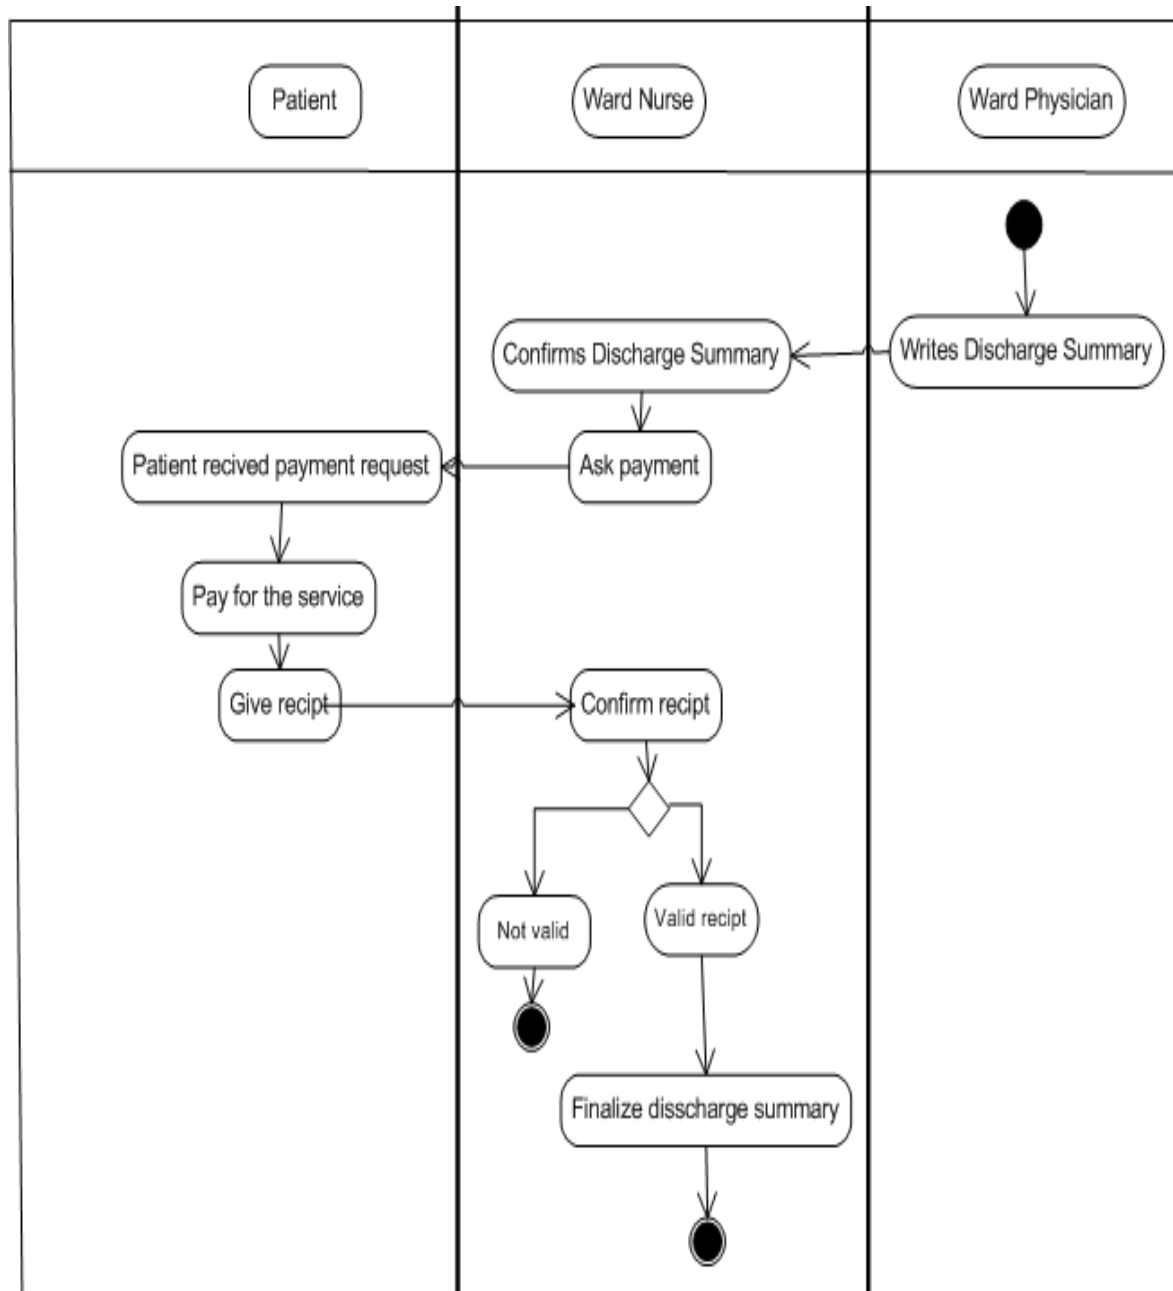 Patient
Ward Nurse
Ward Physician
Writes Discharge Summary
Confirms Discharge Summary
Ask payment
Patient recived payment request
Pay for the service
Give recipt
Confirm recipt
Not valid
Valid recipt
Finalize disscharge summary